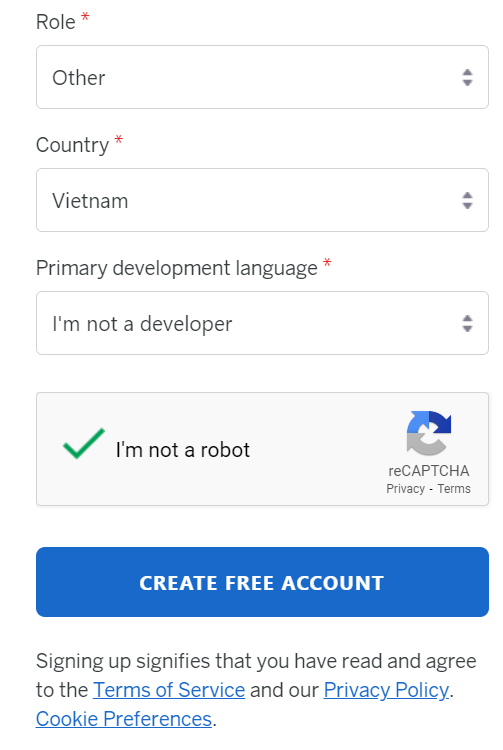 Role *
Other
Country *
Vietnam
Primary development language *
I'm not a developer
I'm not a robot
reCAPTCHA
Privacy - Terms
CREATE FREE ACCOUNT
Signing up signifies that you have read and agree
to the Terms of Service and our Privacy Policy.
Cookie Preferences.